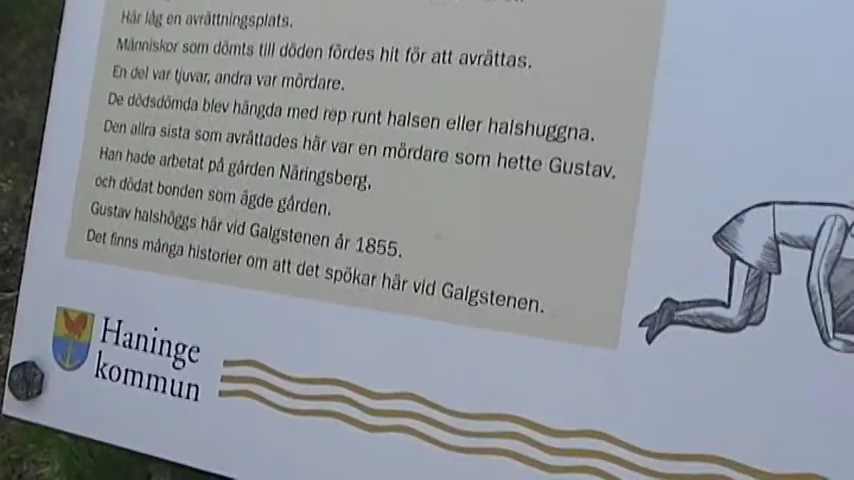 Här låg en avrättningsplats.
Människor som dömts till döden fördes hit för att avrättas.
En del var tjuvar, andra var mördare.
De dödsdömda blev hängda med rep runt halsen eller halshuggna.
Den allra sista som avrättades här var en mördare som hette Gustav.
Han hade arbetat på gården Näringsberg,
och dödat bonden som ägde gården.
Gustav halshöggs här vid Galgstenen år 1855.
Det finns många historier om att det spökar här vid Galgstenen.
Haninge
kommun